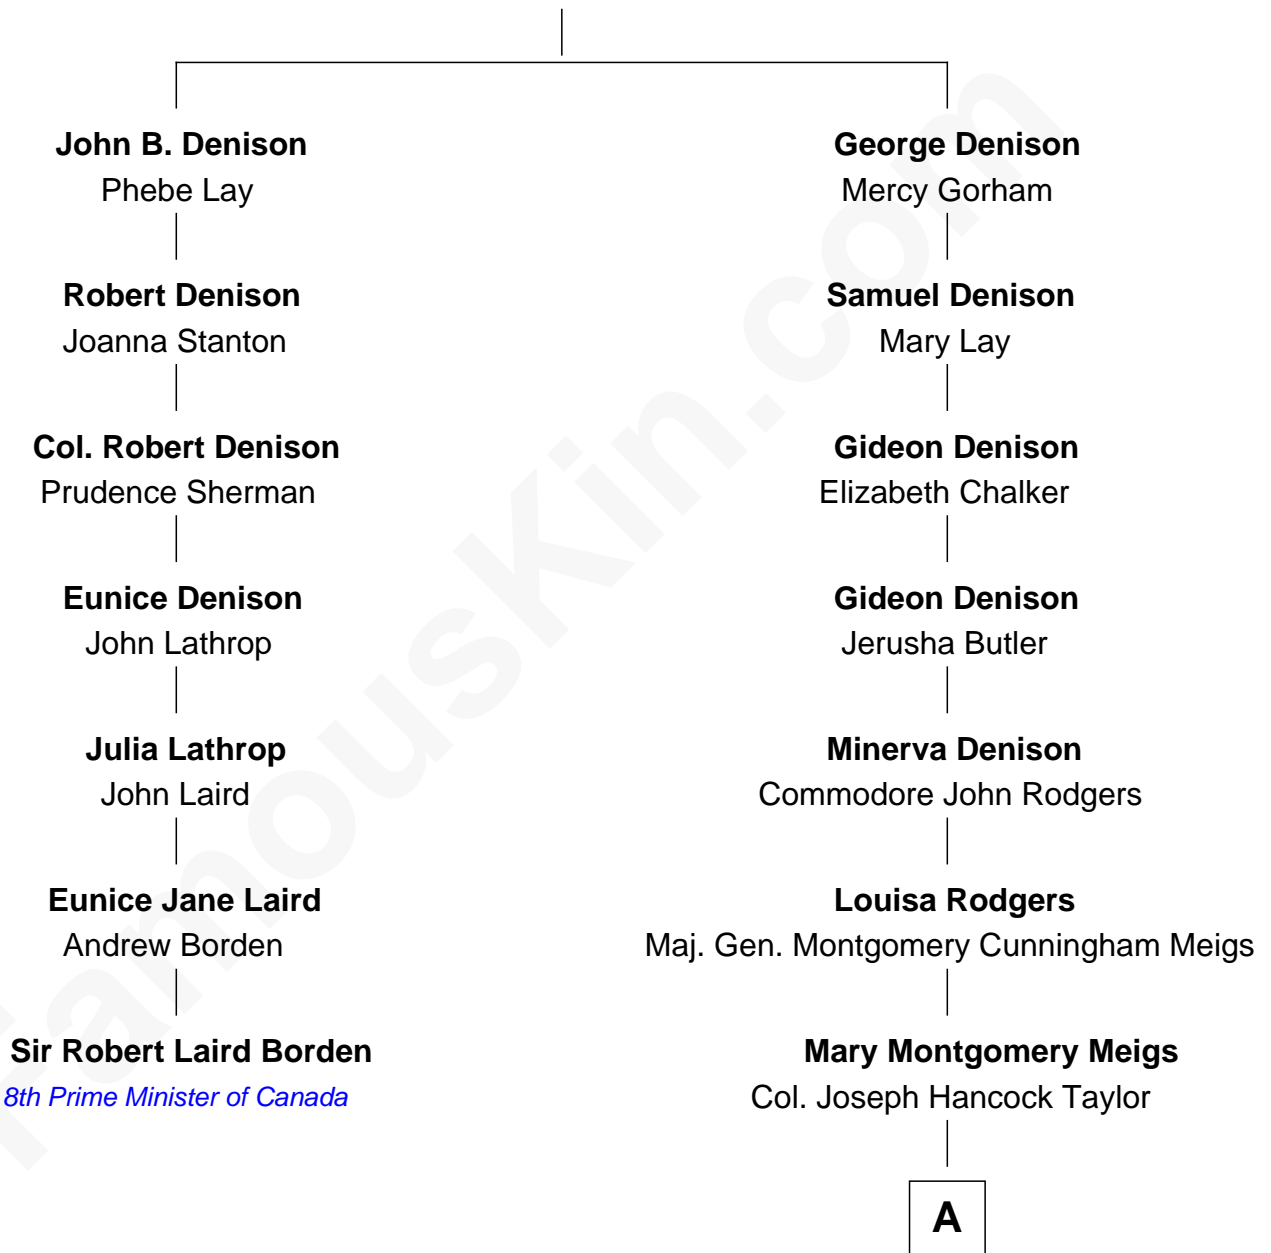 John B. Denison
Phebe Lay
Robert Denison
Joanna Stanton
Col. Robert Denison
Prudence Sherman
Eunice Denison
John Lathrop
Julia Lathrop
John Laird
Eunice Jane Laird
Andrew Borden
Sir Robert Laird Borden
8th Prime Minister of Canada
George Denison
Mercy Gorham
Samuel Denison
Mary Lay
Gideon Denison
Elizabeth Chalker
Gideon Denison
Jerusha Butler
Minerva Denison
Commodore John Rodgers
Louisa Rodgers
Maj. Gen. Montgomery Cunningham Meigs
Mary Montgomery Meigs
Col. Joseph Hancock Taylor
A
FamousKin.com